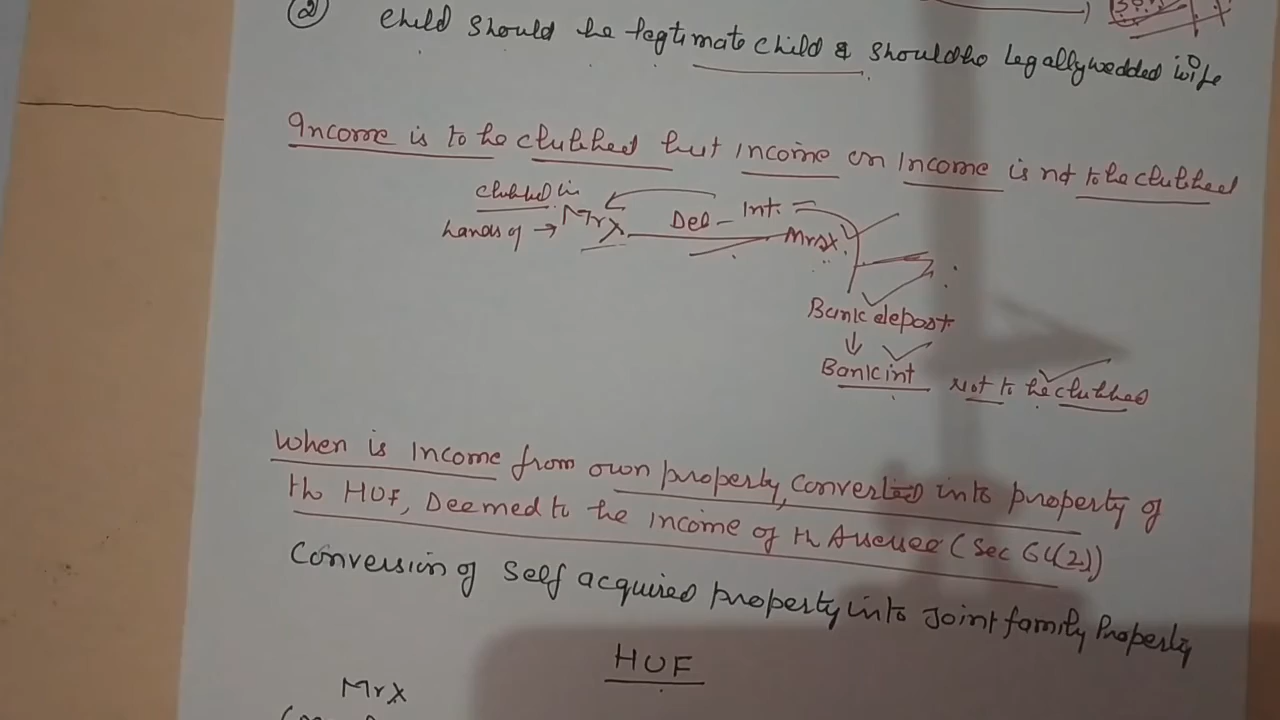 ② Child should be legtimate child & should be legally wedded wife
Income is to be clubbed but income on income is not to be clubbed
clubbed in
hands of → Mr X Deb - Int. = Mrs X.
Bank deposit
↓
Bank int Not to be clubbed
When is income from own property, converted into property of
the HUF, Deemed to be income of the Assessee (Sec 64(2))
Conversion of Self acquired property into Joint family Property
HUF
Mr X